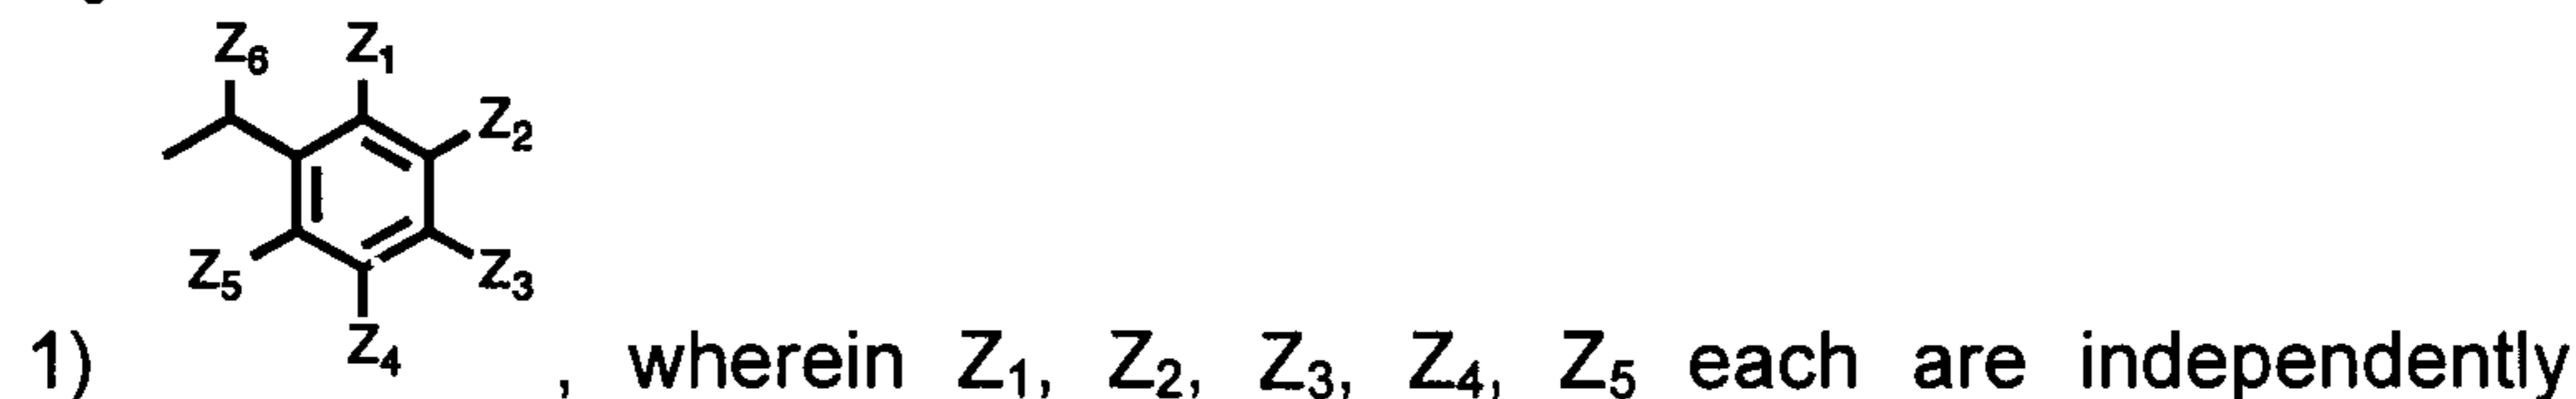 Z6 Z1
Z2
Z5 Z3
Z4
1) , wherein Z1, Z2, Z3, Z4, Z5 each are independently